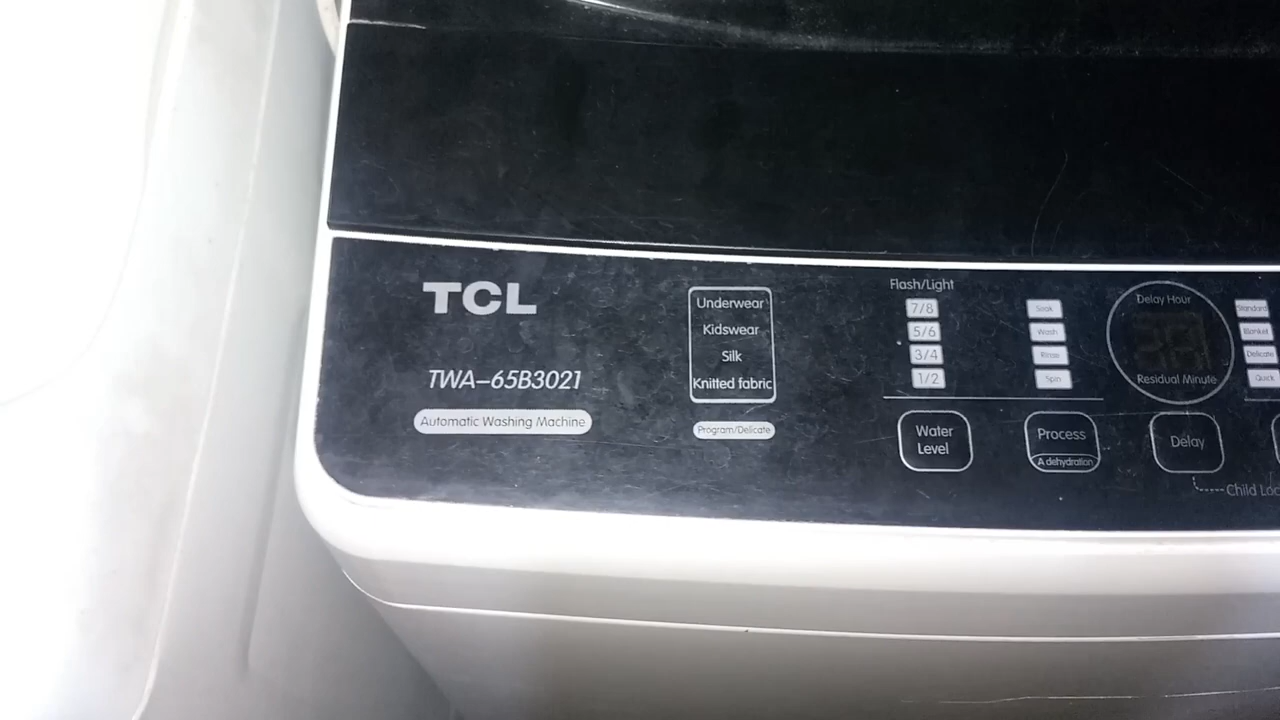 TCL
TWA-65B3021
Automatic Washing Machine
Underwear
Kidswear
Silk
Knitted fabric
Program/Delicate
Flash/Light
7/8
5/6
3/4
1/2
Water
Level
Soak
Wash
Rinse
Spin
Process
A dehydration
Delay Hour
Residual Minute
Delay
Child Loc
Standard
Blanket
Delicate
Quick